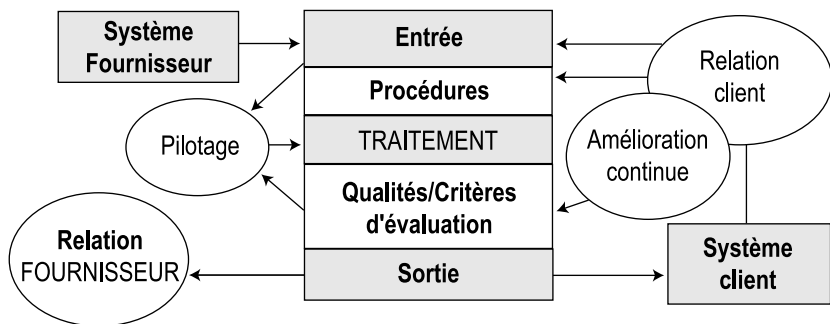 Système
Fournisseur
Entrée
Relation
client
Procédures
Pilotage
TRAITEMENT
Amélioration
continue
Qualités/Critères
d'évaluation
Relation
FOURNISSEUR
Sortie
Système
client